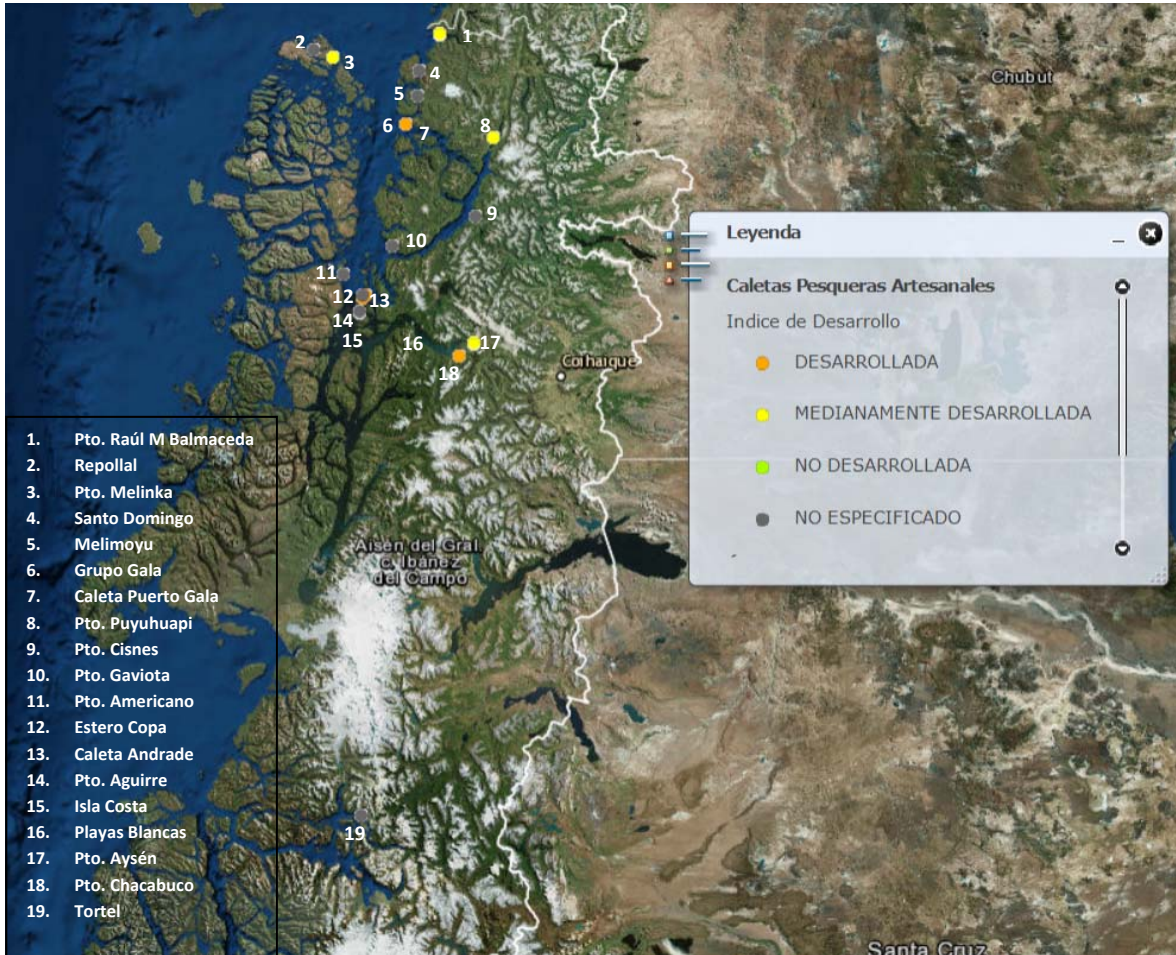 1
2
3
4
Chubut
5
6
7
8
9
10
11
12
13
14
15
16
17
18
Coihaique
Leyenda
Caletas Pesqueras Artesanales
Indice de Desarrollo
DESARROLLADA
MEDIANAMENTE DESARROLLADA
NO DESARROLLADA
NO ESPECIFICADO
1. Pto. Raúl M Balmaceda
2. Repollal
3. Pto. Melinka
4. Santo Domingo
5. Melimoyu
6. Grupo Gala
7. Caleta Puerto Gala
8. Pto. Puyuhuapi
9. Pto. Cisnes
10. Pto. Gaviota
11. Pto. Americano
12. Estero Copa
13. Caleta Andrade
14. Pto. Aguirre
15. Isla Costa
16. Playas Blancas
17. Pto. Aysén
18. Pto. Chacabuco
19. Tortel
Aisén del Gral.
c. Ibáñez
del Campo
19
Santa Cruz